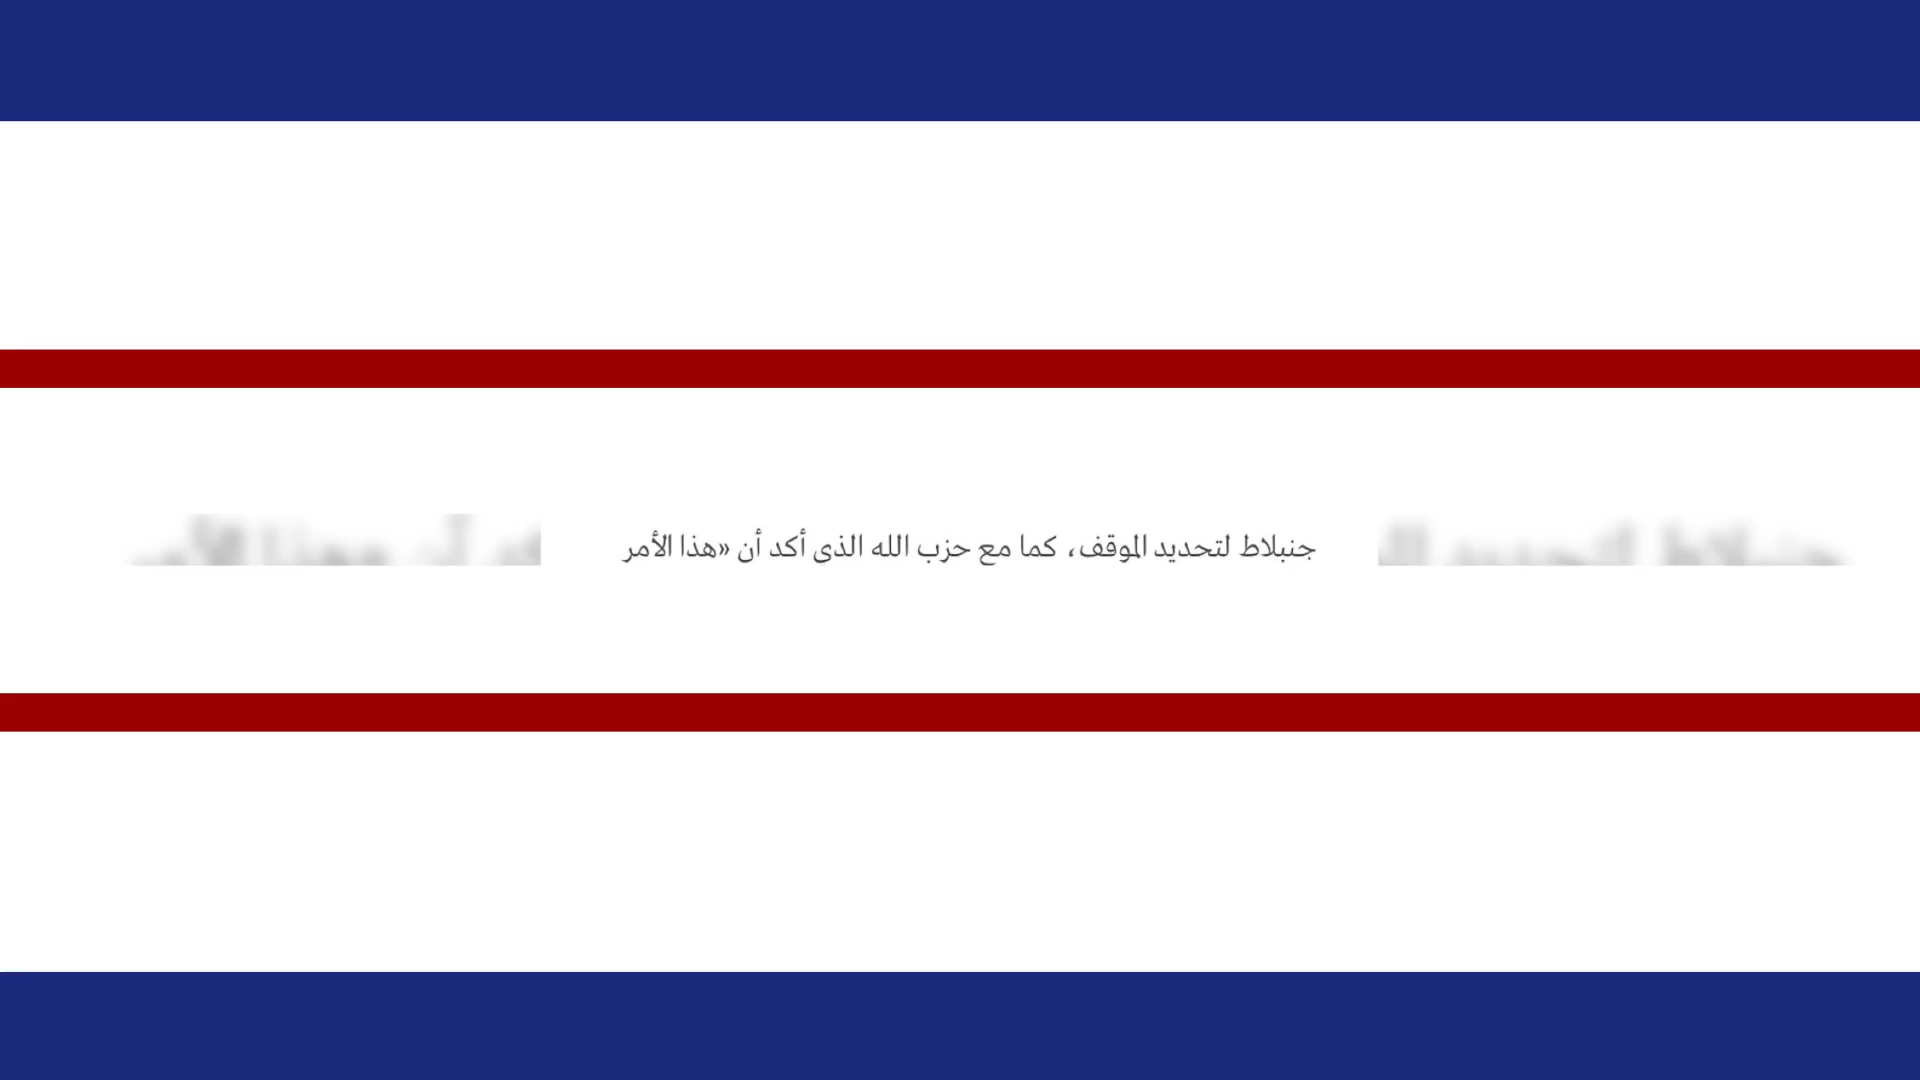 جنبلاط لتحديد الموقف، كما مع حزب الله الذى أكد أن «هذا الأمر